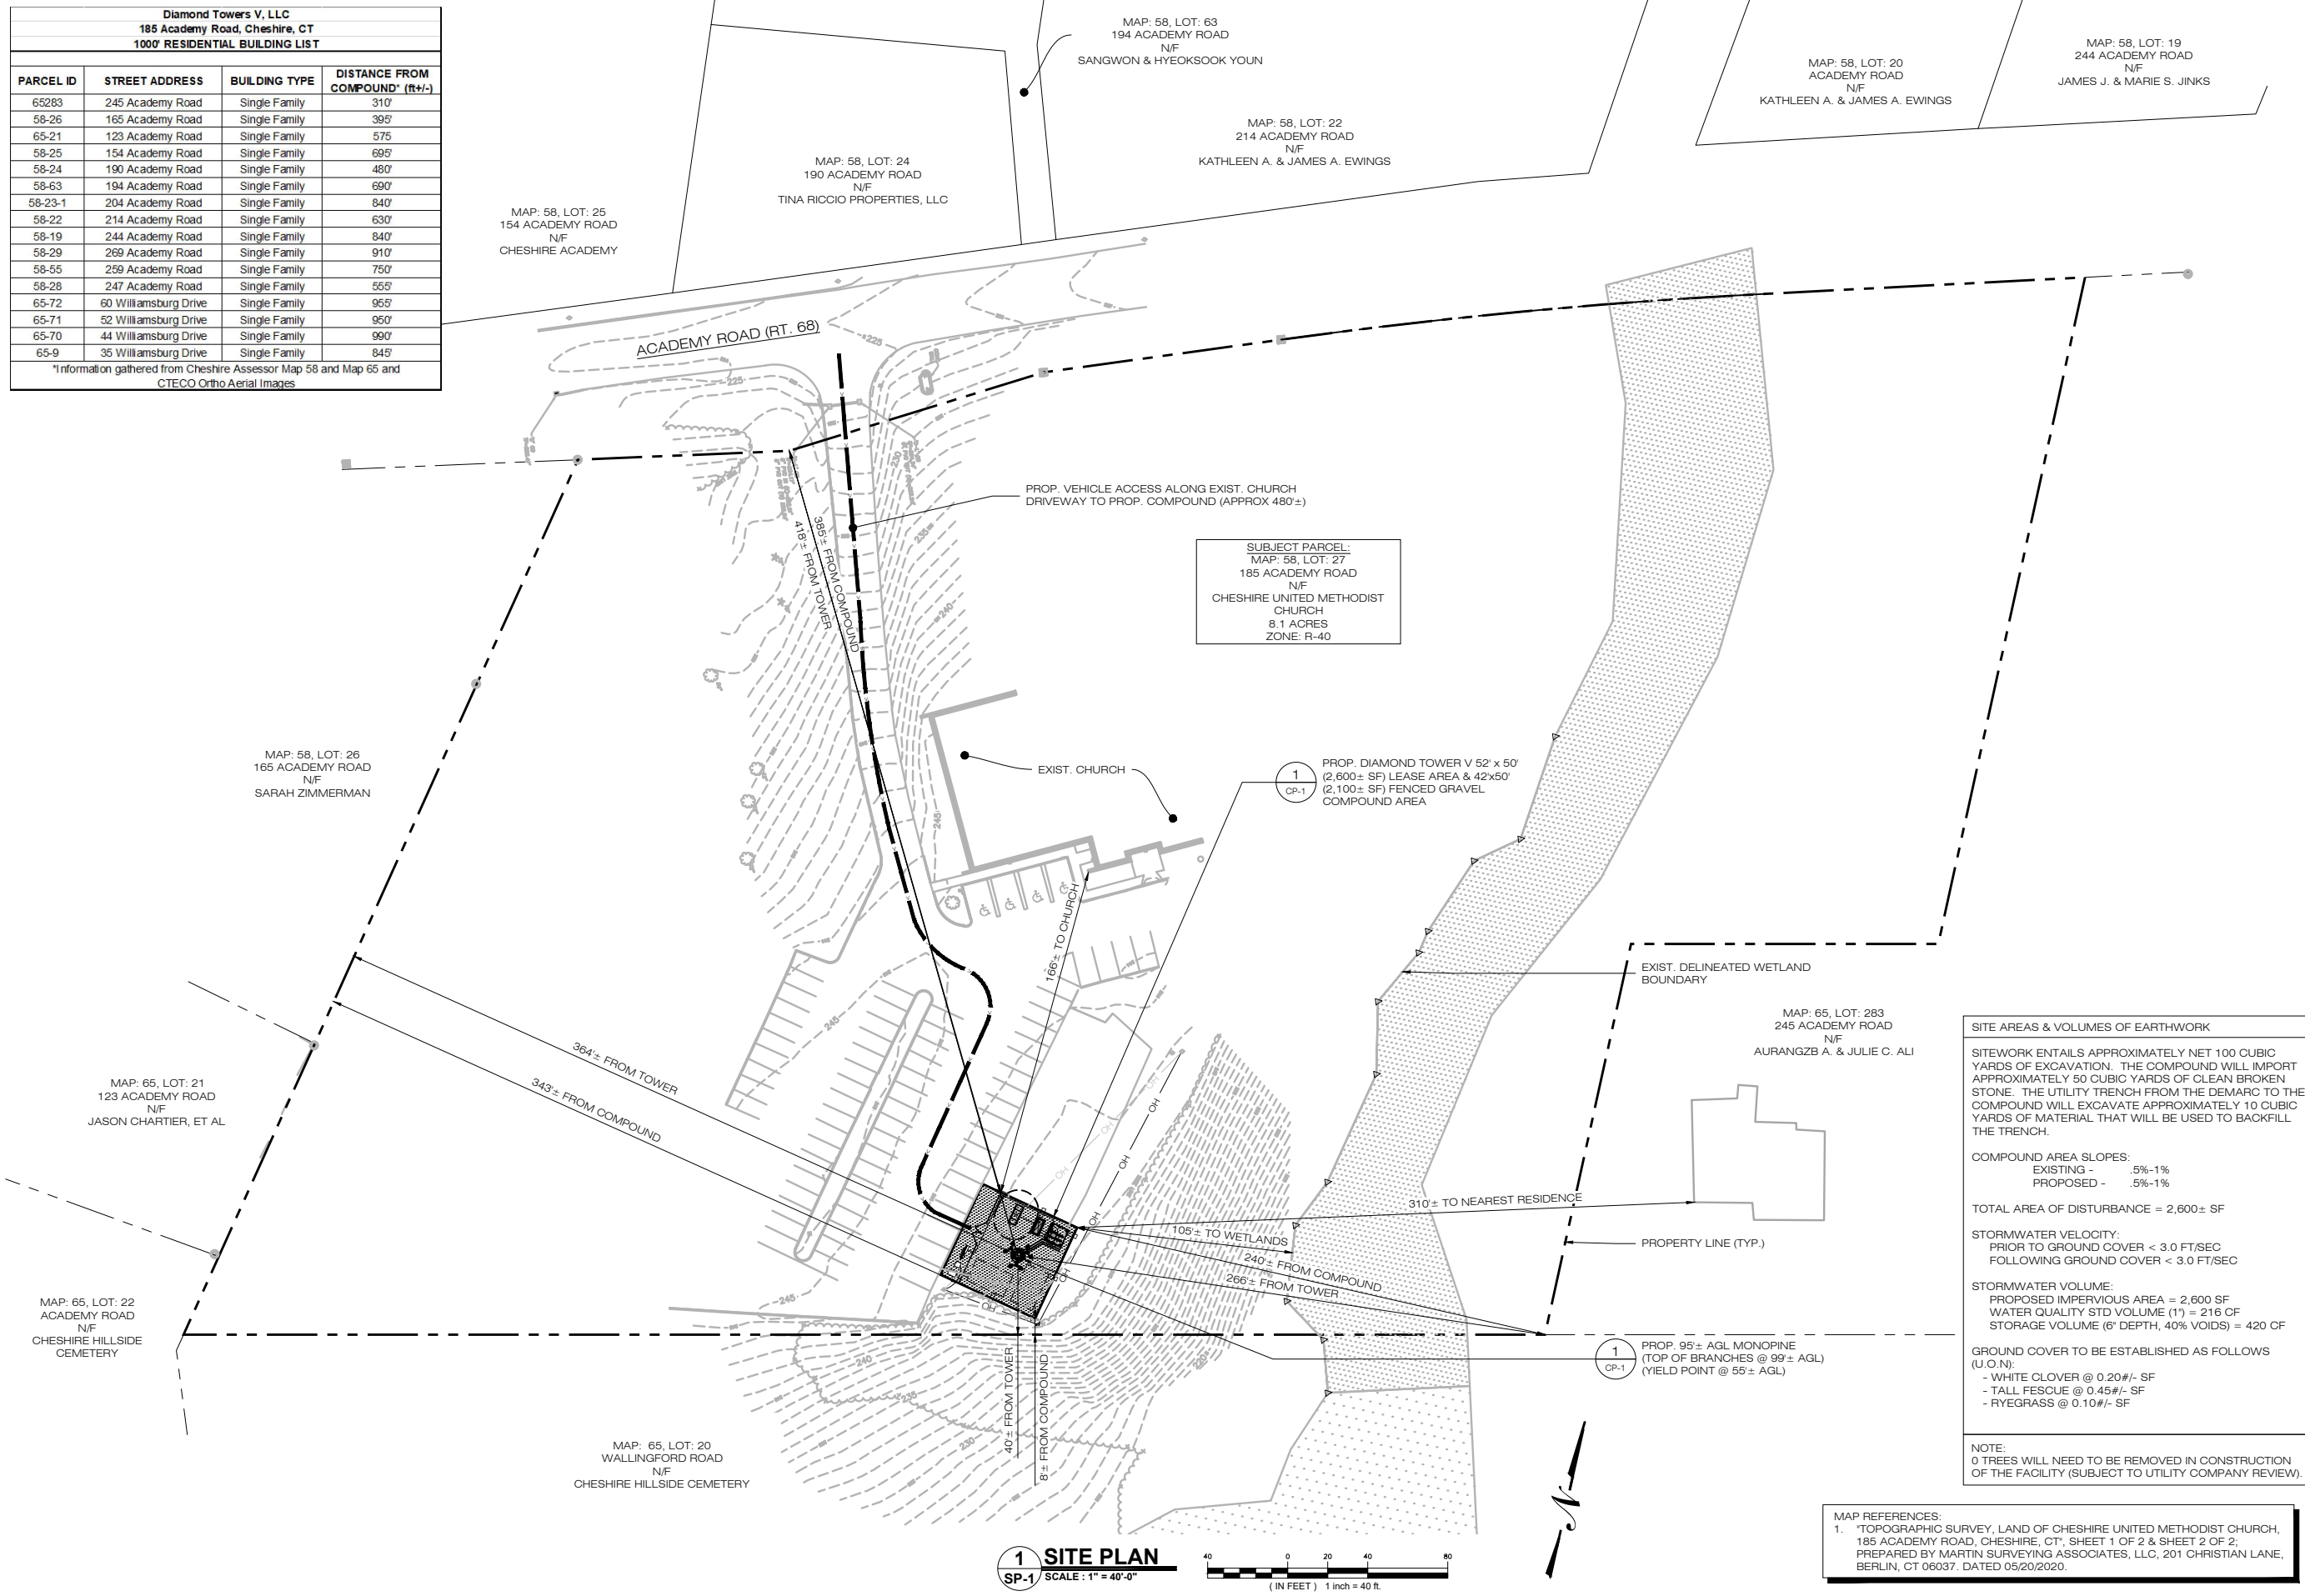 Diamond Towers V, LLC
185 Academy Road, Cheshire, CT
1000' RESIDENTIAL BUILDING LIST
PARCEL ID STREET ADDRESS BUILDING TYPE DISTANCE FROM COMPOUND* (ft+/-)
65283 245 Academy Road Single Family 310'
58-26 165 Academy Road Single Family 395'
65-21 123 Academy Road Single Family 575
58-25 154 Academy Road Single Family 695'
58-24 190 Academy Road Single Family 480'
58-63 194 Academy Road Single Family 690'
58-23-1 204 Academy Road Single Family 840'
58-22 214 Academy Road Single Family 630'
58-19 244 Academy Road Single Family 840'
58-29 269 Academy Road Single Family 910'
58-55 259 Academy Road Single Family 750'
58-28 247 Academy Road Single Family 555'
65-72 60 Williamsburg Drive Single Family 955'
65-71 52 Williamsburg Drive Single Family 950'
65-70 44 Williamsburg Drive Single Family 990'
65-9 35 Williamsburg Drive Single Family 845'
*Information gathered from Cheshire Assessor Map 58 and Map 65 and
CTECO Ortho Aerial Images
MAP: 58, LOT: 63
194 ACADEMY ROAD
N/F
SANGWON & HYEOKSOOK YOUN
MAP: 58, LOT: 19
244 ACADEMY ROAD
N/F
JAMES J. & MARIE S. JINKS
MAP: 58, LOT: 20
ACADEMY ROAD
N/F
KATHLEEN A. & JAMES A. EWINGS
MAP: 58, LOT: 22
214 ACADEMY ROAD
N/F
KATHLEEN A. & JAMES A. EWINGS
MAP: 58, LOT: 24
190 ACADEMY ROAD
N/F
TINA RICCIO PROPERTIES, LLC
MAP: 58, LOT: 25
154 ACADEMY ROAD
N/F
CHESHIRE ACADEMY
ACADEMY ROAD (RT. 68)
225
225
230
235
240
245
PROP. VEHICLE ACCESS ALONG EXIST. CHURCH
DRIVEWAY TO PROP. COMPOUND (APPROX 480'±)
385'± FROM COMPOUND
418'± FROM TOWER
SUBJECT PARCEL:
MAP: 58, LOT: 27
185 ACADEMY ROAD
N/F
CHESHIRE UNITED METHODIST
CHURCH
8.1 ACRES
ZONE: R-40
MAP: 58, LOT: 26
165 ACADEMY ROAD
N/F
SARAH ZIMMERMAN
EXIST. CHURCH
1
CP-1
PROP. DIAMOND TOWER V 52' x 50'
(2,600± SF) LEASE AREA & 42'x50'
(2,100± SF) FENCED GRAVEL
COMPOUND AREA
166'± TO CHURCH
EXIST. DELINEATED WETLAND
BOUNDARY
MAP: 65, LOT: 283
245 ACADEMY ROAD
N/F
AURANGZB A. & JULIE C. ALI
MAP: 65, LOT: 21
123 ACADEMY ROAD
N/F
JASON CHARTIER, ET AL
364'± FROM TOWER
343'± FROM COMPOUND
245
OH
OH
OH
OH
OH
OH
OH
310'± TO NEAREST RESIDENCE
105'± TO WETLANDS
240'± FROM COMPOUND
266'± FROM TOWER
PROPERTY LINE (TYP.)
MAP: 65, LOT: 22
ACADEMY ROAD
N/F
CHESHIRE HILLSIDE
CEMETERY
245
240
235
230
220
40'± FROM TOWER
8'± FROM COMPOUND
1
CP-1
PROP. 95'± AGL MONOPINE
(TOP OF BRANCHES @ 99'± AGL)
(YIELD POINT @ 55'± AGL)
MAP: 65, LOT: 20
WALLINGFORD ROAD
N/F
CHESHIRE HILLSIDE CEMETERY
SITE AREAS & VOLUMES OF EARTHWORK
SITEWORK ENTAILS APPROXIMATELY NET 100 CUBIC
YARDS OF EXCAVATION. THE COMPOUND WILL IMPORT
APPROXIMATELY 50 CUBIC YARDS OF CLEAN BROKEN
STONE. THE UTILITY TRENCH FROM THE DEMARC TO THE
COMPOUND WILL EXCAVATE APPROXIMATELY 10 CUBIC
YARDS OF MATERIAL THAT WILL BE USED TO BACKFILL
THE TRENCH.
COMPOUND AREA SLOPES:
EXISTING - .5%-1%
PROPOSED - .5%-1%
TOTAL AREA OF DISTURBANCE = 2,600± SF
STORMWATER VELOCITY:
PRIOR TO GROUND COVER < 3.0 FT/SEC
FOLLOWING GROUND COVER < 3.0 FT/SEC
STORMWATER VOLUME:
PROPOSED IMPERVIOUS AREA = 2,600 SF
WATER QUALITY STD VOLUME (1") = 216 CF
STORAGE VOLUME (6" DEPTH, 40% VOIDS) = 420 CF
GROUND COVER TO BE ESTABLISHED AS FOLLOWS
(U.O.N):
- WHITE CLOVER @ 0.20#/- SF
- TALL FESCUE @ 0.45#/- SF
- RYEGRASS @ 0.10#/- SF
NOTE:
0 TREES WILL NEED TO BE REMOVED IN CONSTRUCTION
OF THE FACILITY (SUBJECT TO UTILITY COMPANY REVIEW).
MAP REFERENCES:
1. "TOPOGRAPHIC SURVEY, LAND OF CHESHIRE UNITED METHODIST CHURCH,
185 ACADEMY ROAD, CHESHIRE, CT", SHEET 1 OF 2 & SHEET 2 OF 2;
PREPARED BY MARTIN SURVEYING ASSOCIATES, LLC, 201 CHRISTIAN LANE,
BERLIN, CT 06037. DATED 05/20/2020.
N
1
SP-1
SITE PLAN
SCALE : 1" = 40'-0"
40 0 20 40 80
( IN FEET ) 1 inch = 40 ft.